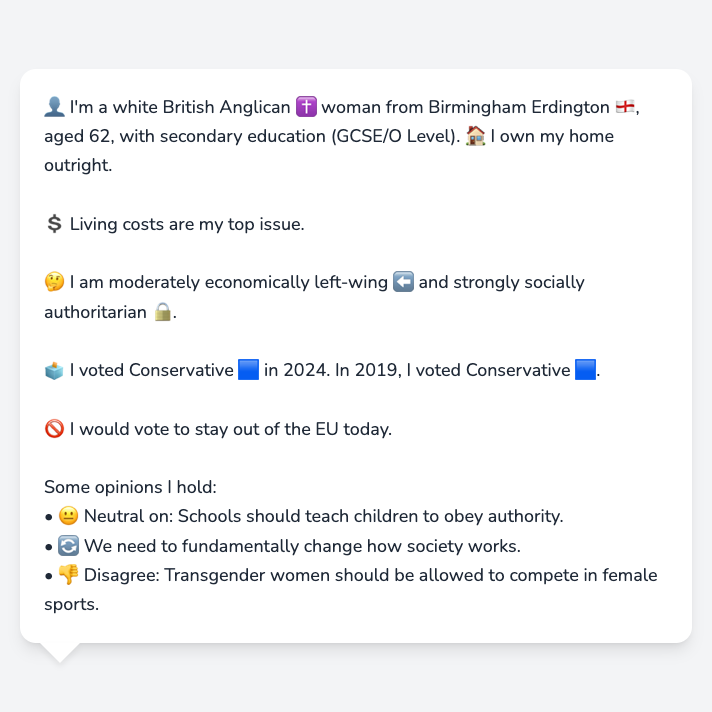 👤 I'm a white British Anglican ✝️ woman from Birmingham Erdington 🏴󠁧󠁢󠁥󠁮󠁧󠁿,
aged 62, with secondary education (GCSE/O Level). 🏠 I own my home
outright.
💲 Living costs are my top issue.
🤔 I am moderately economically left-wing ⬅️ and strongly socially
authoritarian 🔒.
🗳️ I voted Conservative 🟦 in 2024. In 2019, I voted Conservative 🟦.
🚫 I would vote to stay out of the EU today.
Some opinions I hold:
• 😐 Neutral on: Schools should teach children to obey authority.
• 🔄 We need to fundamentally change how society works.
• 👎 Disagree: Transgender women should be allowed to compete in female
sports.